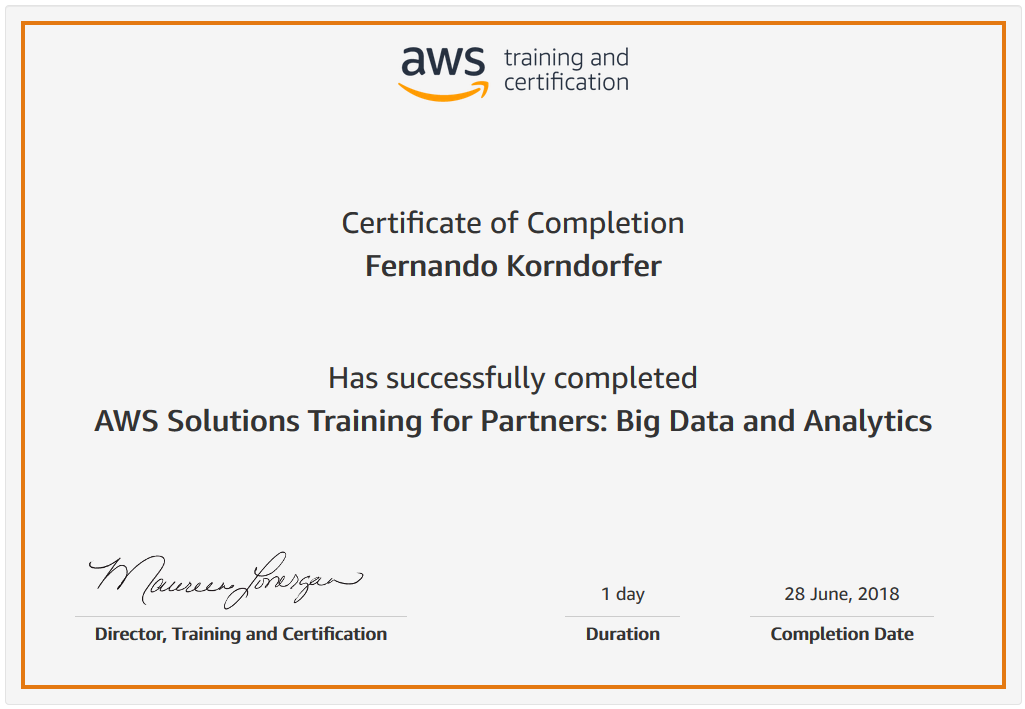 aws training and
certification
Certificate of Completion
Fernando Korndorfer
Has successfully completed
AWS Solutions Training for Partners: Big Data and Analytics
Maureen Lonergan
1 day
28 June, 2018
Director, Training and Certification
Duration
Completion Date